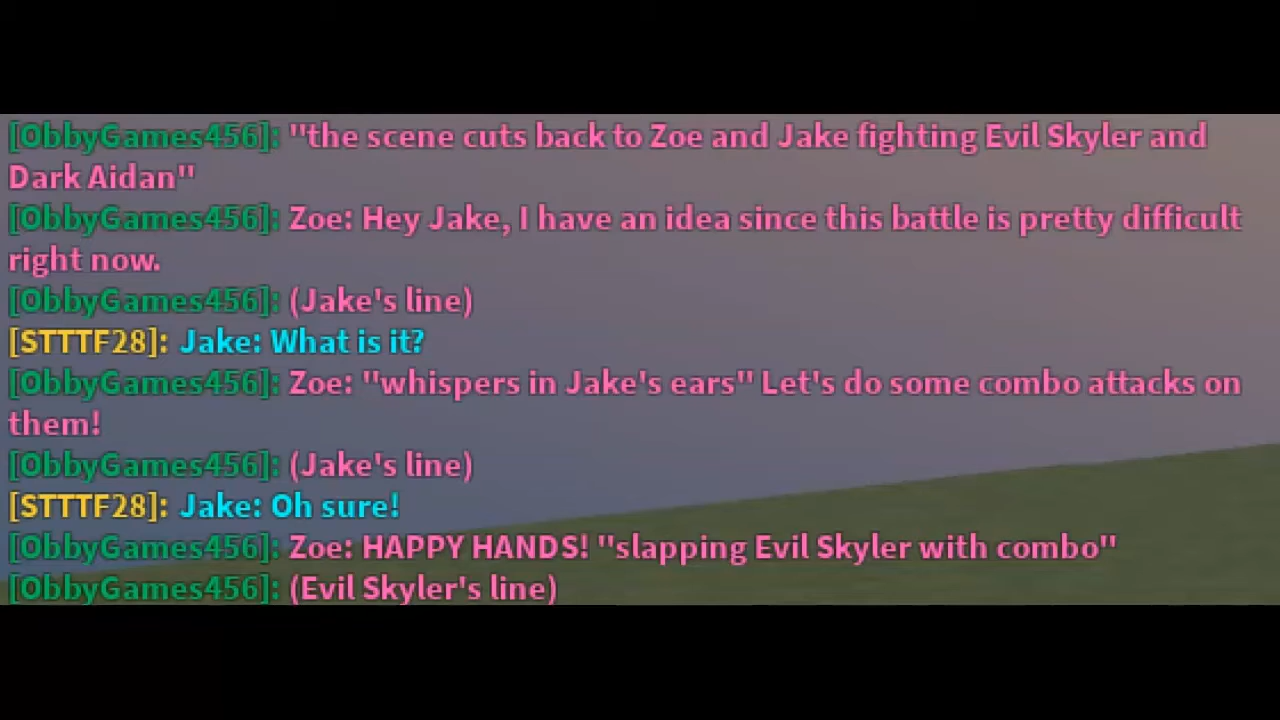 [ObbyGames456]: "the scene cuts back to Zoe and Jake fighting Evil Skyler and
Dark Aidan"
[ObbyGames456]: Zoe: Hey Jake, I have an idea since this battle is pretty difficult
right now.
[ObbyGames456]: (Jake's line)
[STTTF28]: Jake: What is it?
[ObbyGames456]: Zoe: "whispers in Jake's ears" Let's do some combo attacks on
them!
[ObbyGames456]: (Jake's line)
[STTTF28]: Jake: Oh sure!
[ObbyGames456]: Zoe: HAPPY HANDS! "slapping Evil Skyler with combo"
[ObbyGames456]: (Evil Skyler's line)